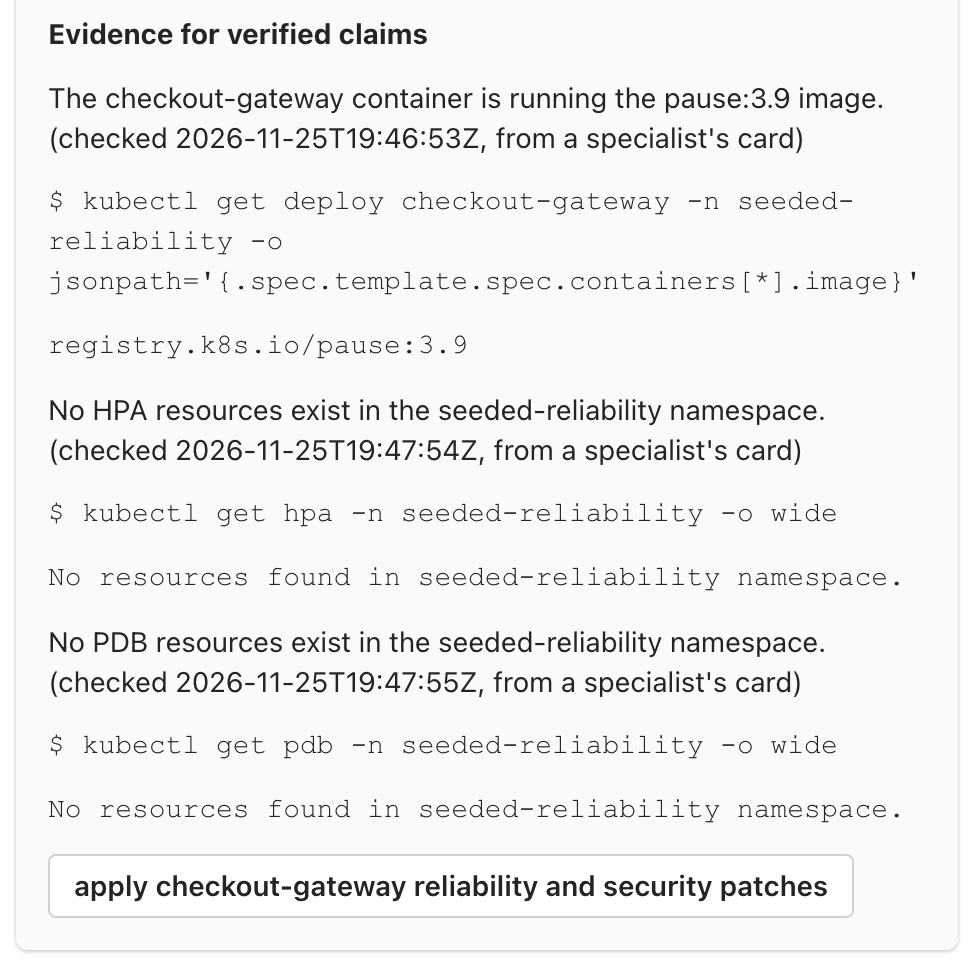 Evidence for verified claims
The checkout-gateway container is running the pause:3.9 image.
(checked 2026-11-25T19:46:53Z, from a specialist's card)
$ kubectl get deploy checkout-gateway -n seeded-
reliability -o
jsonpath='{.spec.template.spec.containers[*].image}'
registry.k8s.io/pause:3.9
No HPA resources exist in the seeded-reliability namespace.
(checked 2026-11-25T19:47:54Z, from a specialist's card)
$ kubectl get hpa -n seeded-reliability -o wide
No resources found in seeded-reliability namespace.
No PDB resources exist in the seeded-reliability namespace.
(checked 2026-11-25T19:47:55Z, from a specialist's card)
$ kubectl get pdb -n seeded-reliability -o wide
No resources found in seeded-reliability namespace.
apply checkout-gateway reliability and security patches